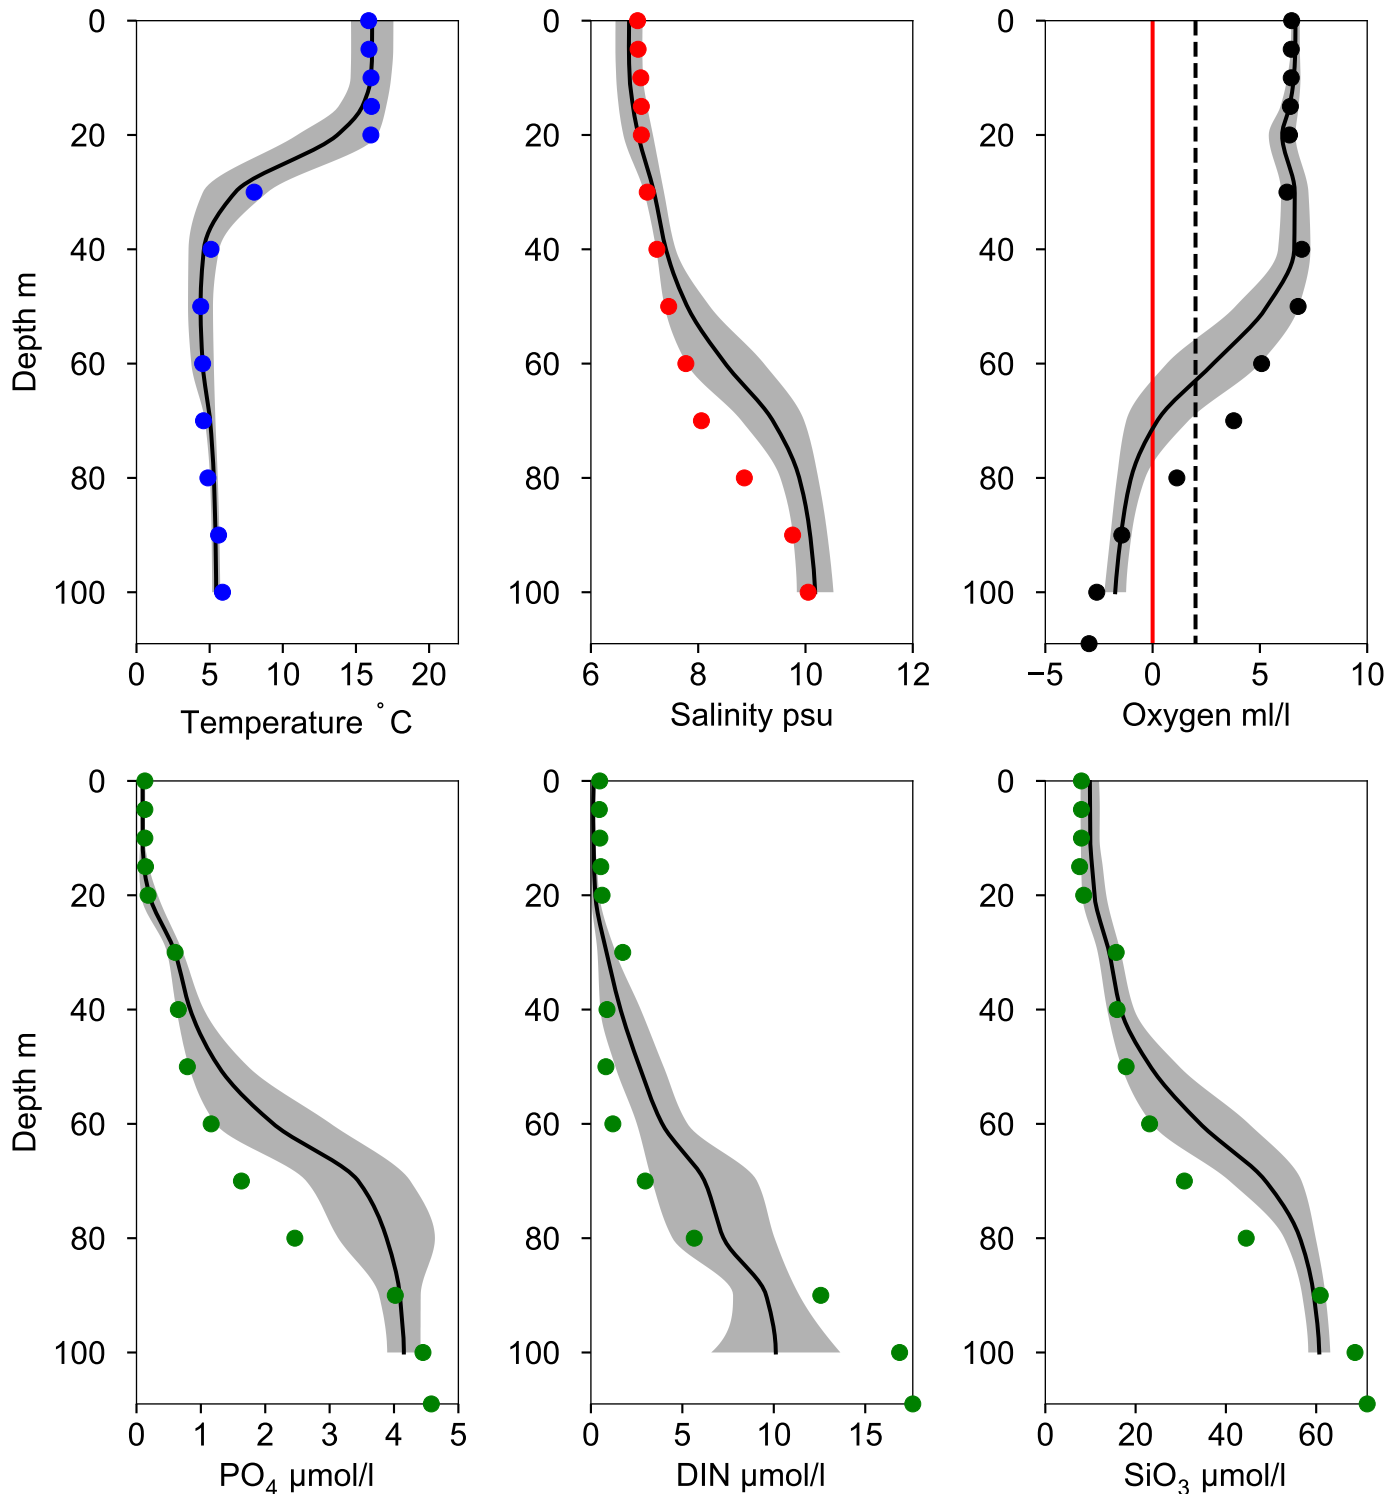 0
20
40
60
80
100
Depth m
0 5 10 15 20
Temperature °C
0
20
40
60
80
100
6 8 10 12
Salinity psu
0
20
40
60
80
100
−5 0 5 10
Oxygen ml/l
0
20
40
60
80
100
Depth m
0 1 2 3 4 5
PO₄ µmol/l
0
20
40
60
80
100
0 5 10 15
DIN µmol/l
0
20
40
60
80
100
0 20 40 60
SiO₃ µmol/l